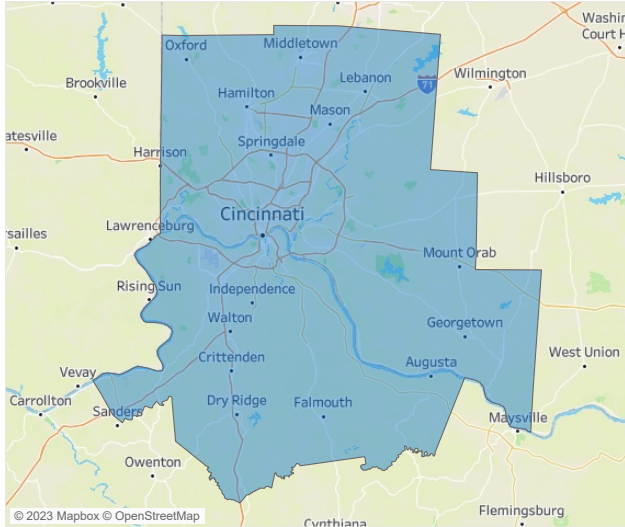 Washin
Court H
Oxford
Middletown
Brookville
Lebanon
Wilmington
71
Hamilton
Mason
atesville
Springdale
Harrison
Hillsboro
Cincinnati
Lawrenceburg
rsailles
Mount Orab
Rising Sun
Independence
Walton
Georgetown
West Union
Crittenden
Augusta
Vevay
Carrollton
Dry Ridge
Falmouth
Sanders
Maysville
Owenton
Flemingsburg
© 2023 Mapbox © OpenStreetMap
Cynthiana